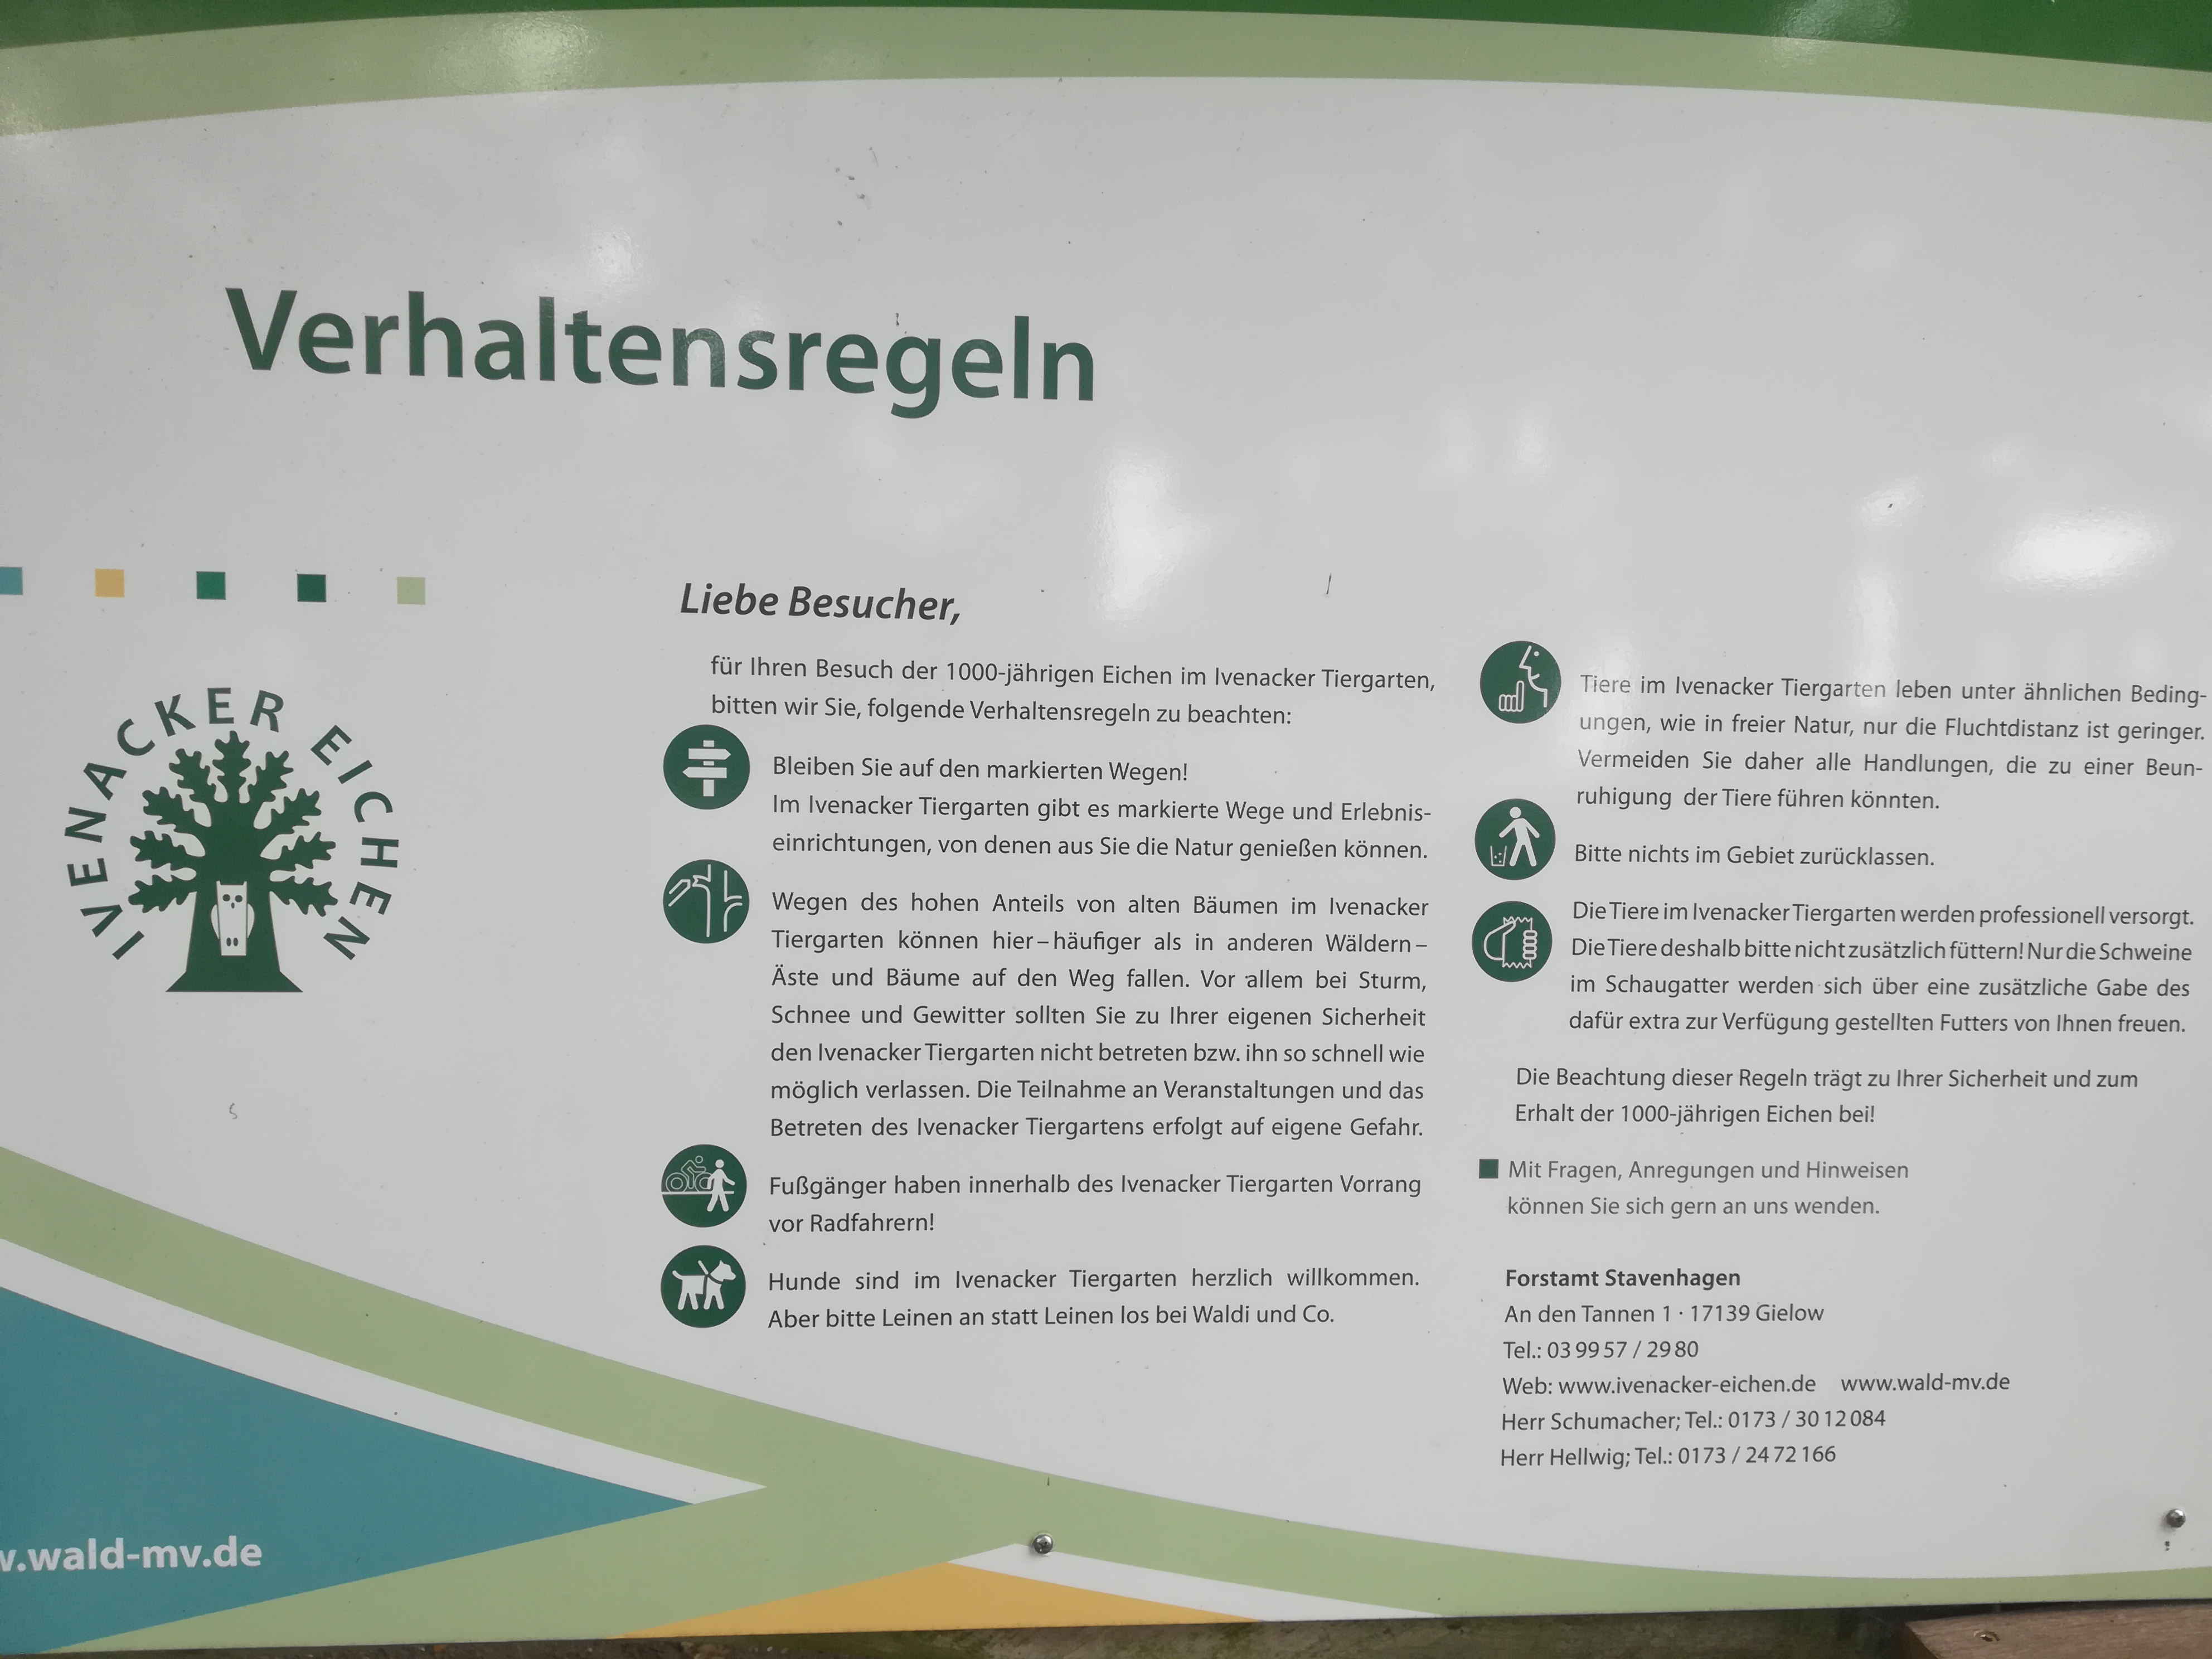 Verhaltensregeln
IVENACKER EICHEN
Liebe Besucher,
für Ihren Besuch der 1000-jährigen Eichen im Ivenacker Tiergarten,
bitten wir Sie, folgende Verhaltensregeln zu beachten:
Bleiben Sie auf den markierten Wegen!
Im Ivenacker Tiergarten gibt es markierte Wege und Erlebnis-
einrichtungen, von denen aus Sie die Natur genießen können.
Wegen des hohen Anteils von alten Bäumen im Ivenacker
Tiergarten können hier – häufiger als in anderen Wäldern –
Äste und Bäume auf den Weg fallen. Vor allem bei Sturm,
Schnee und Gewitter sollten Sie zu Ihrer eigenen Sicherheit
den Ivenacker Tiergarten nicht betreten bzw. ihn so schnell wie
möglich verlassen. Die Teilnahme an Veranstaltungen und das
Betreten des Ivenacker Tiergartens erfolgt auf eigene Gefahr.
Fußgänger haben innerhalb des Ivenacker Tiergarten Vorrang
vor Radfahrern!
Hunde sind im Ivenacker Tiergarten herzlich willkommen.
Aber bitte Leinen an statt Leinen los bei Waldi und Co.
Tiere im Ivenacker Tiergarten leben unter ähnlichen Beding-
ungen, wie in freier Natur, nur die Fluchtdistanz ist geringer.
Vermeiden Sie daher alle Handlungen, die zu einer Beun-
ruhigung der Tiere führen könnten.
Bitte nichts im Gebiet zurücklassen.
Die Tiere im Ivenacker Tiergarten werden professionell versorgt.
Die Tiere deshalb bitte nicht zusätzlich füttern! Nur die Schweine
im Schaugatter werden sich über eine zusätzliche Gabe des
dafür extra zur Verfügung gestellten Futters von Ihnen freuen.
Die Beachtung dieser Regeln trägt zu Ihrer Sicherheit und zum
Erhalt der 1000-jährigen Eichen bei!
Mit Fragen, Anregungen und Hinweisen
können Sie sich gern an uns wenden.
Forstamt Stavenhagen
An den Tannen 1 · 17139 Gielow
Tel.: 03 99 57 / 29 80
Web: www.ivenacker-eichen.de www.wald-mv.de
Herr Schumacher; Tel.: 0173 / 30 12 084
Herr Hellwig; Tel.: 0173 / 24 72 166
.wald-mv.de